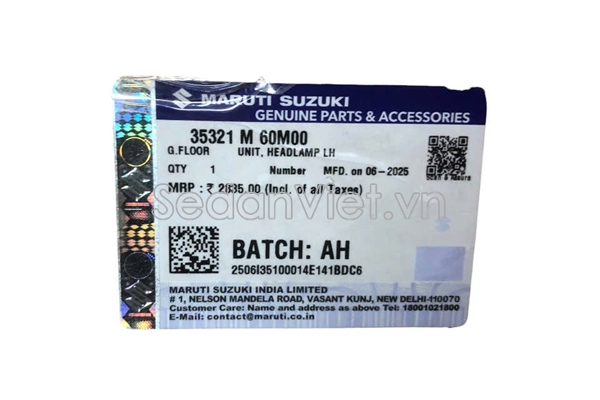 MARUTI SUZUKI
GENUINE PARTS & ACCESSORIES
35321 M 60M00
G.FLOOR UNIT, HEADLAMP LH
QTY 1 Number MFD. on 06-2025
MRP : ₹ 2835.00 (Incl. of all Taxes)
Sedanviet.vn
BATCH: AH
2506I35100014E141BDC6
MARUTI SUZUKI INDIA LIMITED
# 1, NELSON MANDELA ROAD, VASANT KUNJ, NEW DELHI-110070
Customer Care: Name and address as above Tel: 18001021800
E-Mail: contact@maruti.co.in